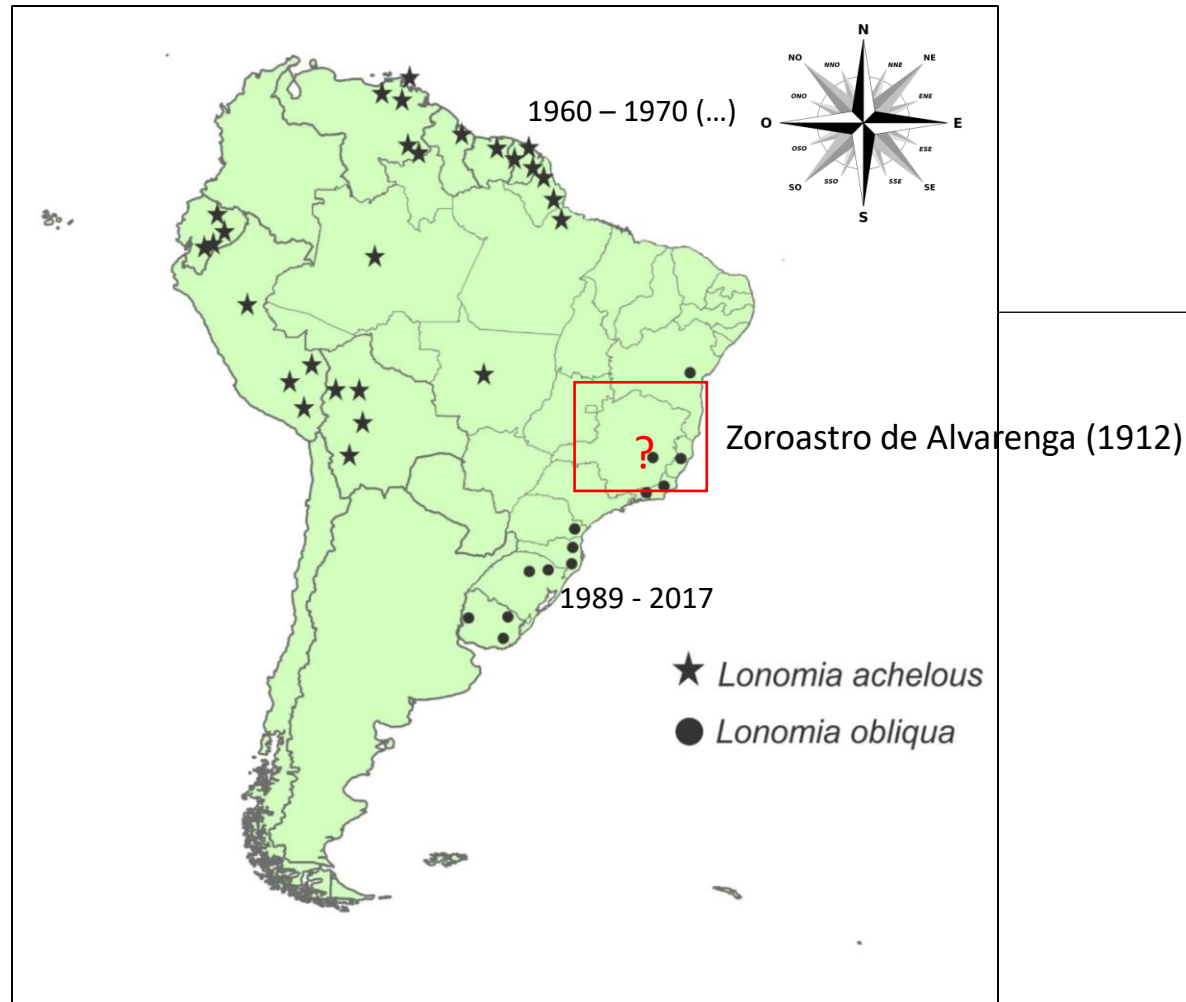 N
NO
NNO
NNE
NE
1960 – 1970 (...)
ONO
ENE
O
E
OSO
ESE
SO
SSO
SSE
SE
S
?
Zoroastro de Alvarenga (1912)
1989 - 2017
Lonomia achelous
Lonomia obliqua